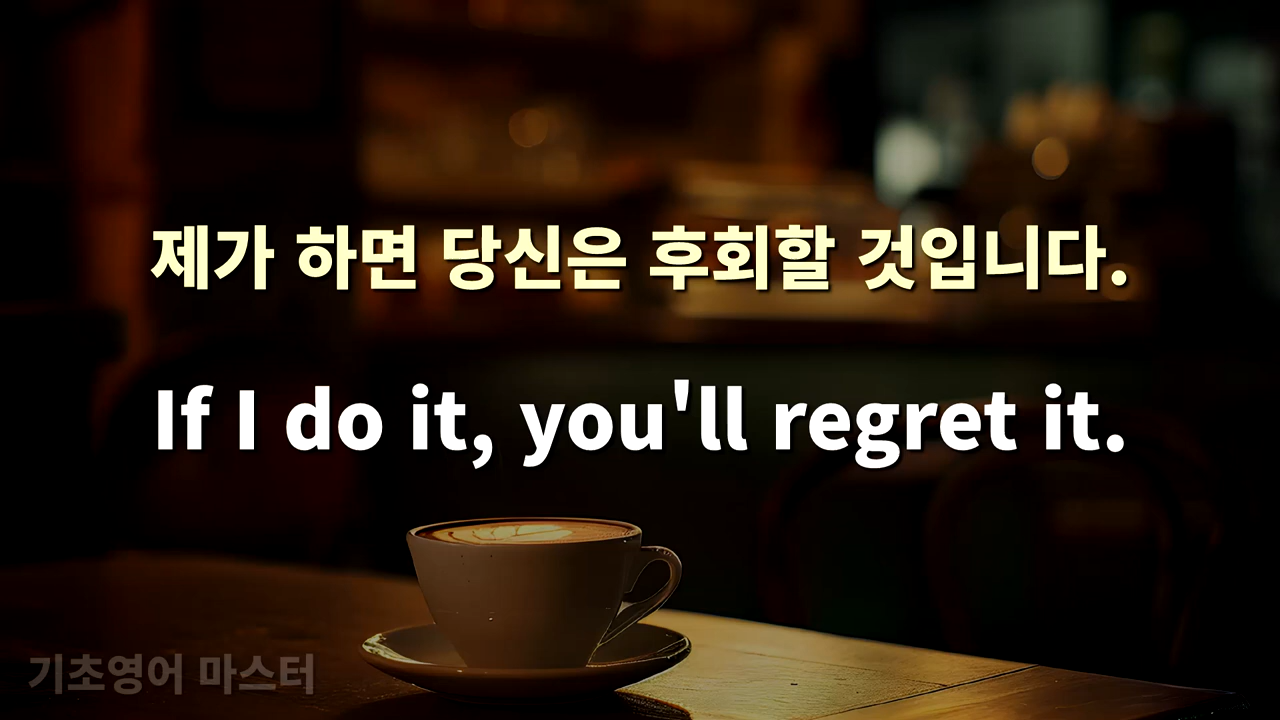 제가 하면 당신은 후회할 것입니다.
If I do it, you'll regret it.
기초영어 마스터